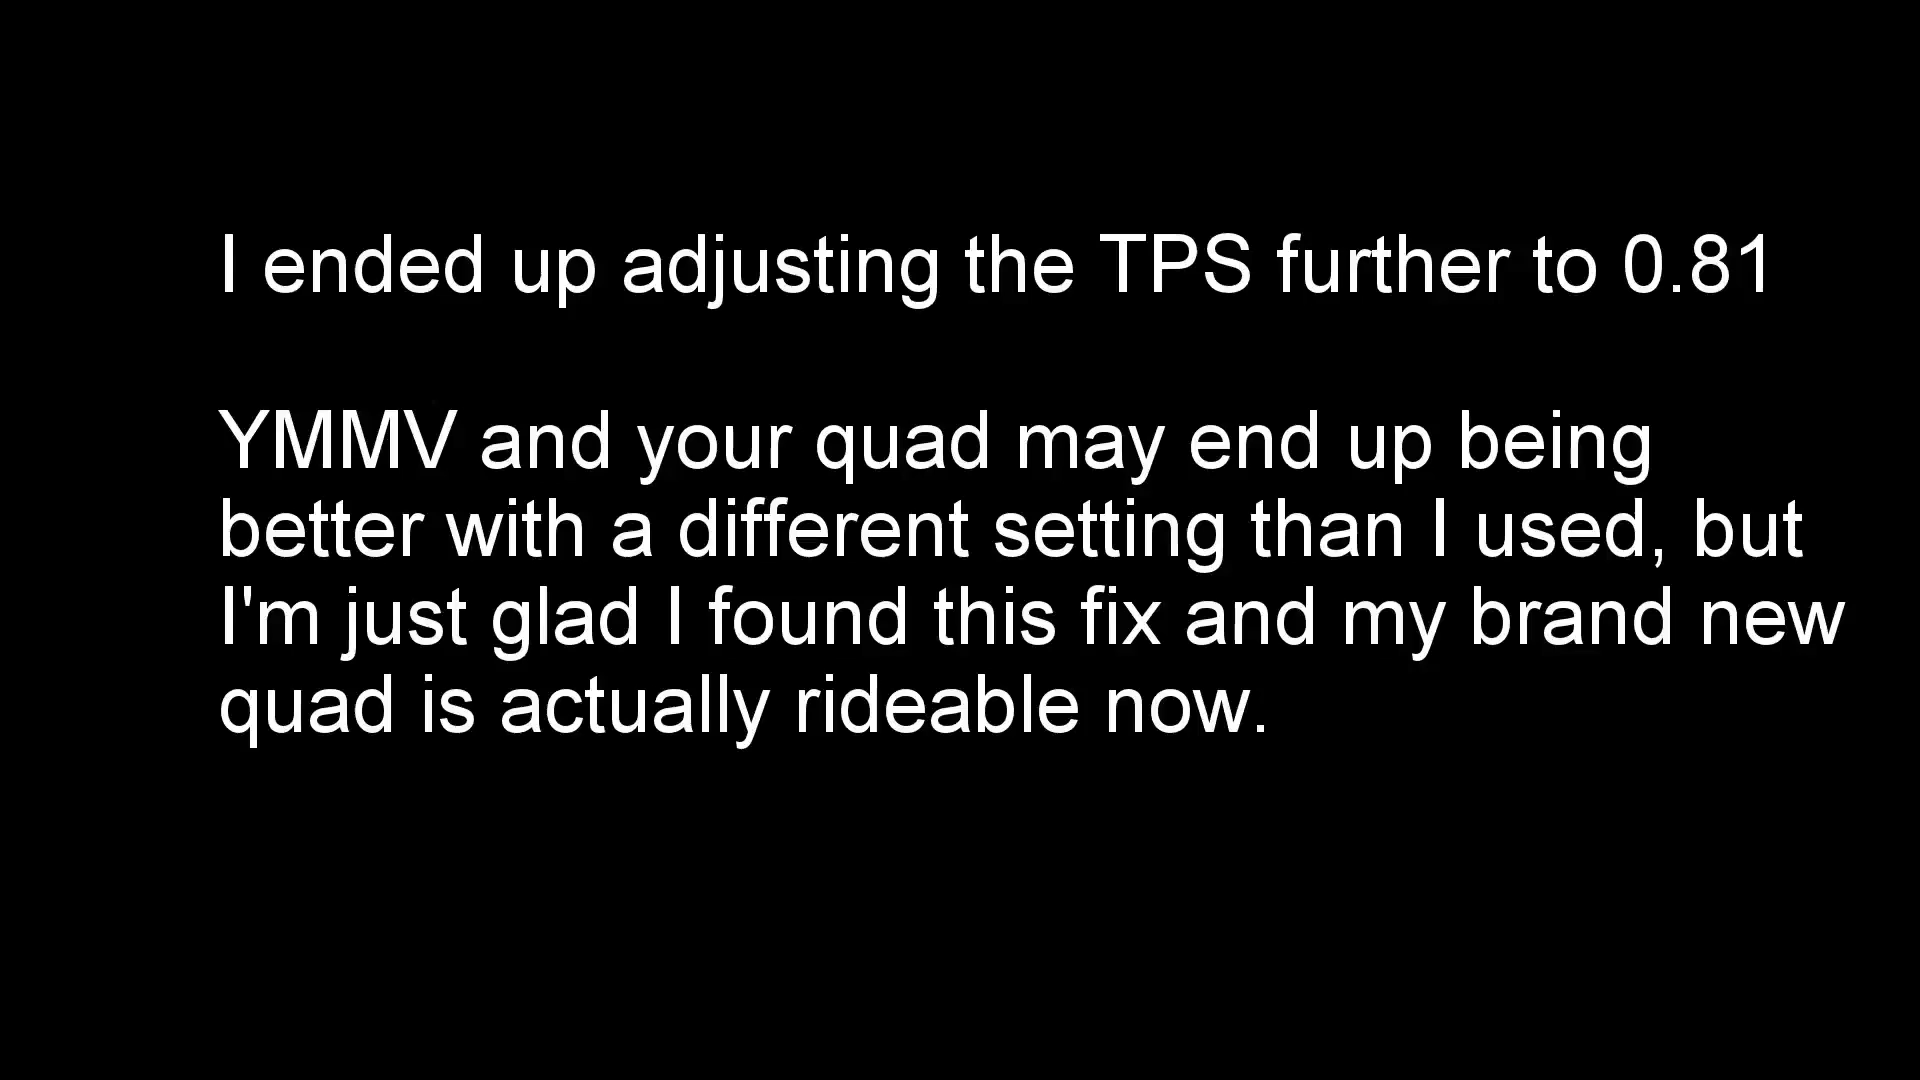 I ended up adjusting the TPS further to 0.81
YMMV and your quad may end up being
better with a different setting than I used, but
I'm just glad I found this fix and my brand new
quad is actually rideable now.